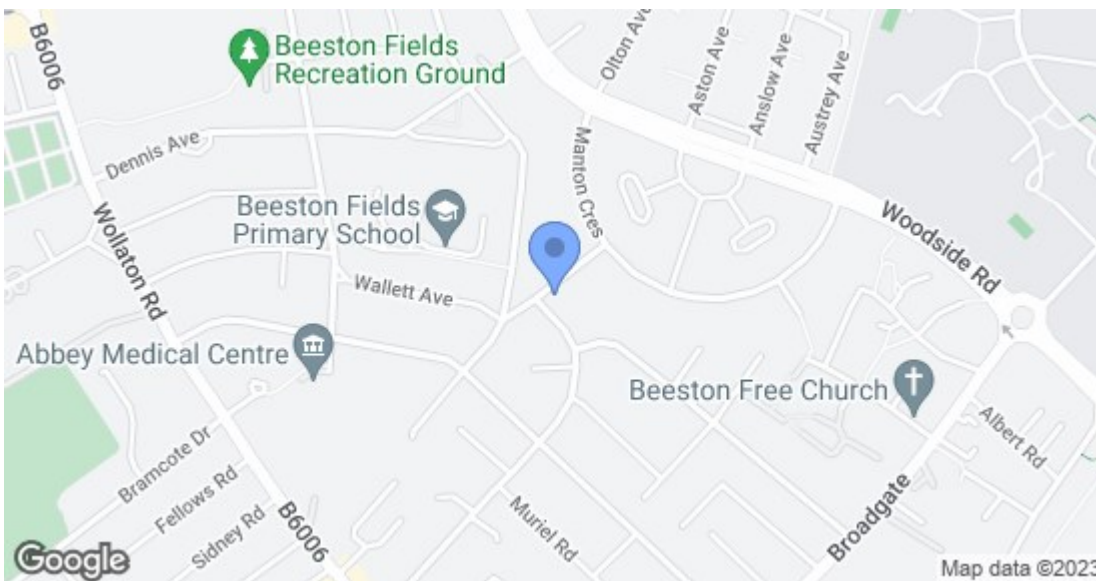 B6006
Beeston Fields
Recreation Ground
Olton Ave
Aston Ave
Anslow Ave
Austrey Ave
Dennis Ave
Manton Cres
Beeston Fields
Primary School
Wollaton Rd
Woodside Rd
Wallett Ave
Abbey Medical Centre
Beeston Free Church
Albert Rd
Bramcote Dr
Fellows Rd
Sidney Rd
B6006
Muriel Rd
Broadgate
Google
Map data ©2023